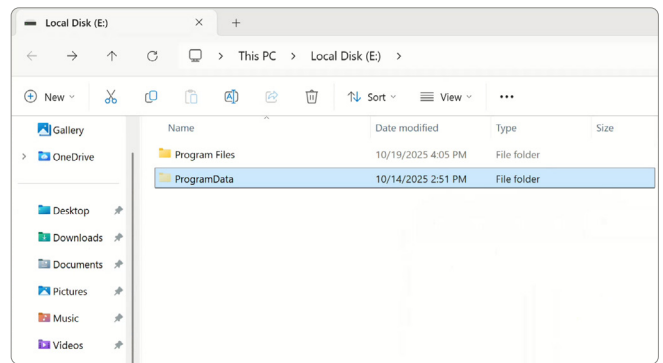 Local Disk (E:)
This PC > Local Disk (E:) >
New Sort View
Name Date modified Type Size
Gallery
OneDrive
Desktop
Downloads
Documents
Pictures
Music
Videos
Program Files 10/19/2025 4:05 PM File folder
ProgramData 10/14/2025 2:51 PM File folder